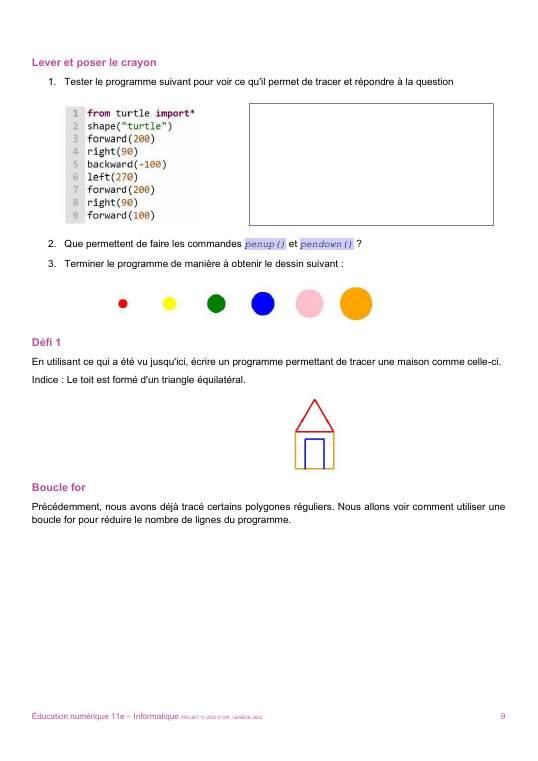 Lever et poser le crayon
1. Tester le programme suivant pour voir ce qu'il permet de tracer et répondre à la question
1 from turtle import*
2 shape("turtle")
3 forward(200)
4 right(90)
5 backward(-100)
6 left(270)
7 forward(200)
8 right(90)
9 forward(100)
2. Que permettent de faire les commandes penup() et pendown() ?
3. Terminer le programme de manière à obtenir le dessin suivant :
Défi 1
En utilisant ce qui a été vu jusqu'ici, écrire un programme permettant de tracer une maison comme celle-ci.
Indice : Le toit est formé d'un triangle équilatéral.
Boucle for
Précédemment, nous avons déjà tracé certains polygones réguliers. Nous allons voir comment utiliser une
boucle for pour réduire le nombre de lignes du programme.
Éducation numérique 11e – Informatique PROJET 11.2022 © DIP, GENÈVE 2022 9